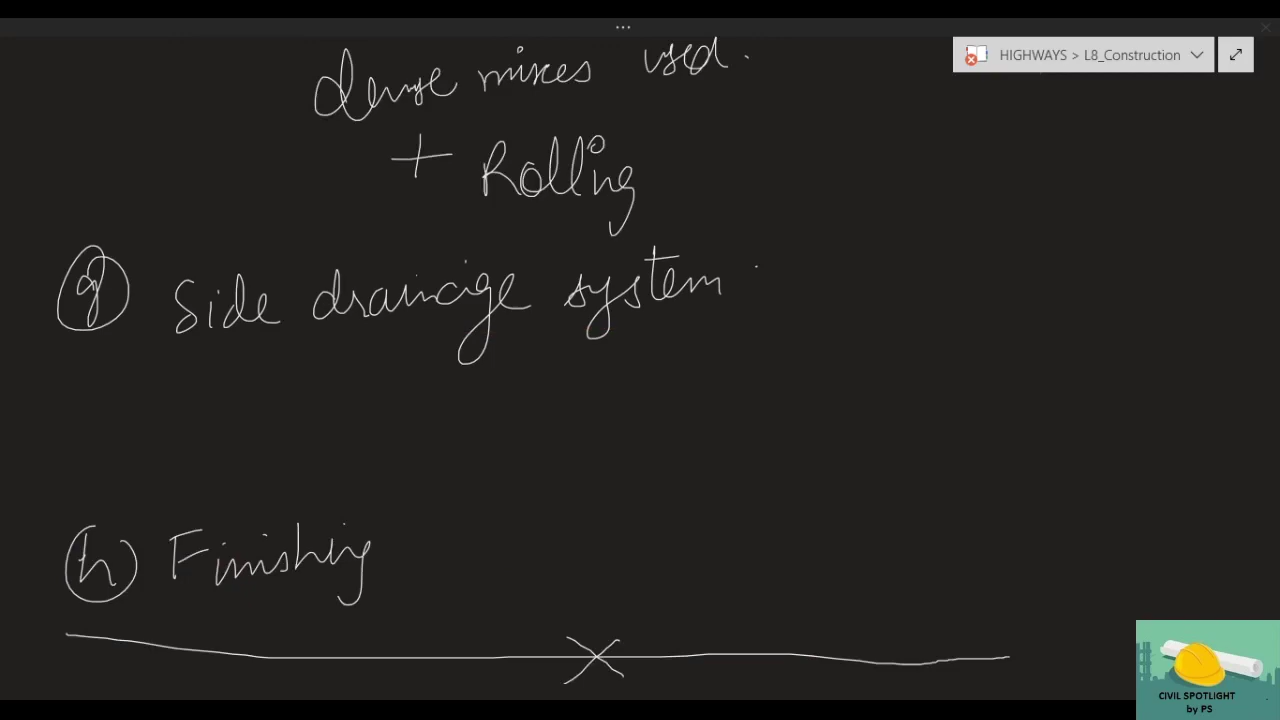 HIGHWAYS > L8_Construction
dense mixes used.
+ Rolling
g) Side drainage system
h) Finishing
CIVIL SPOTLIGHT
by PS